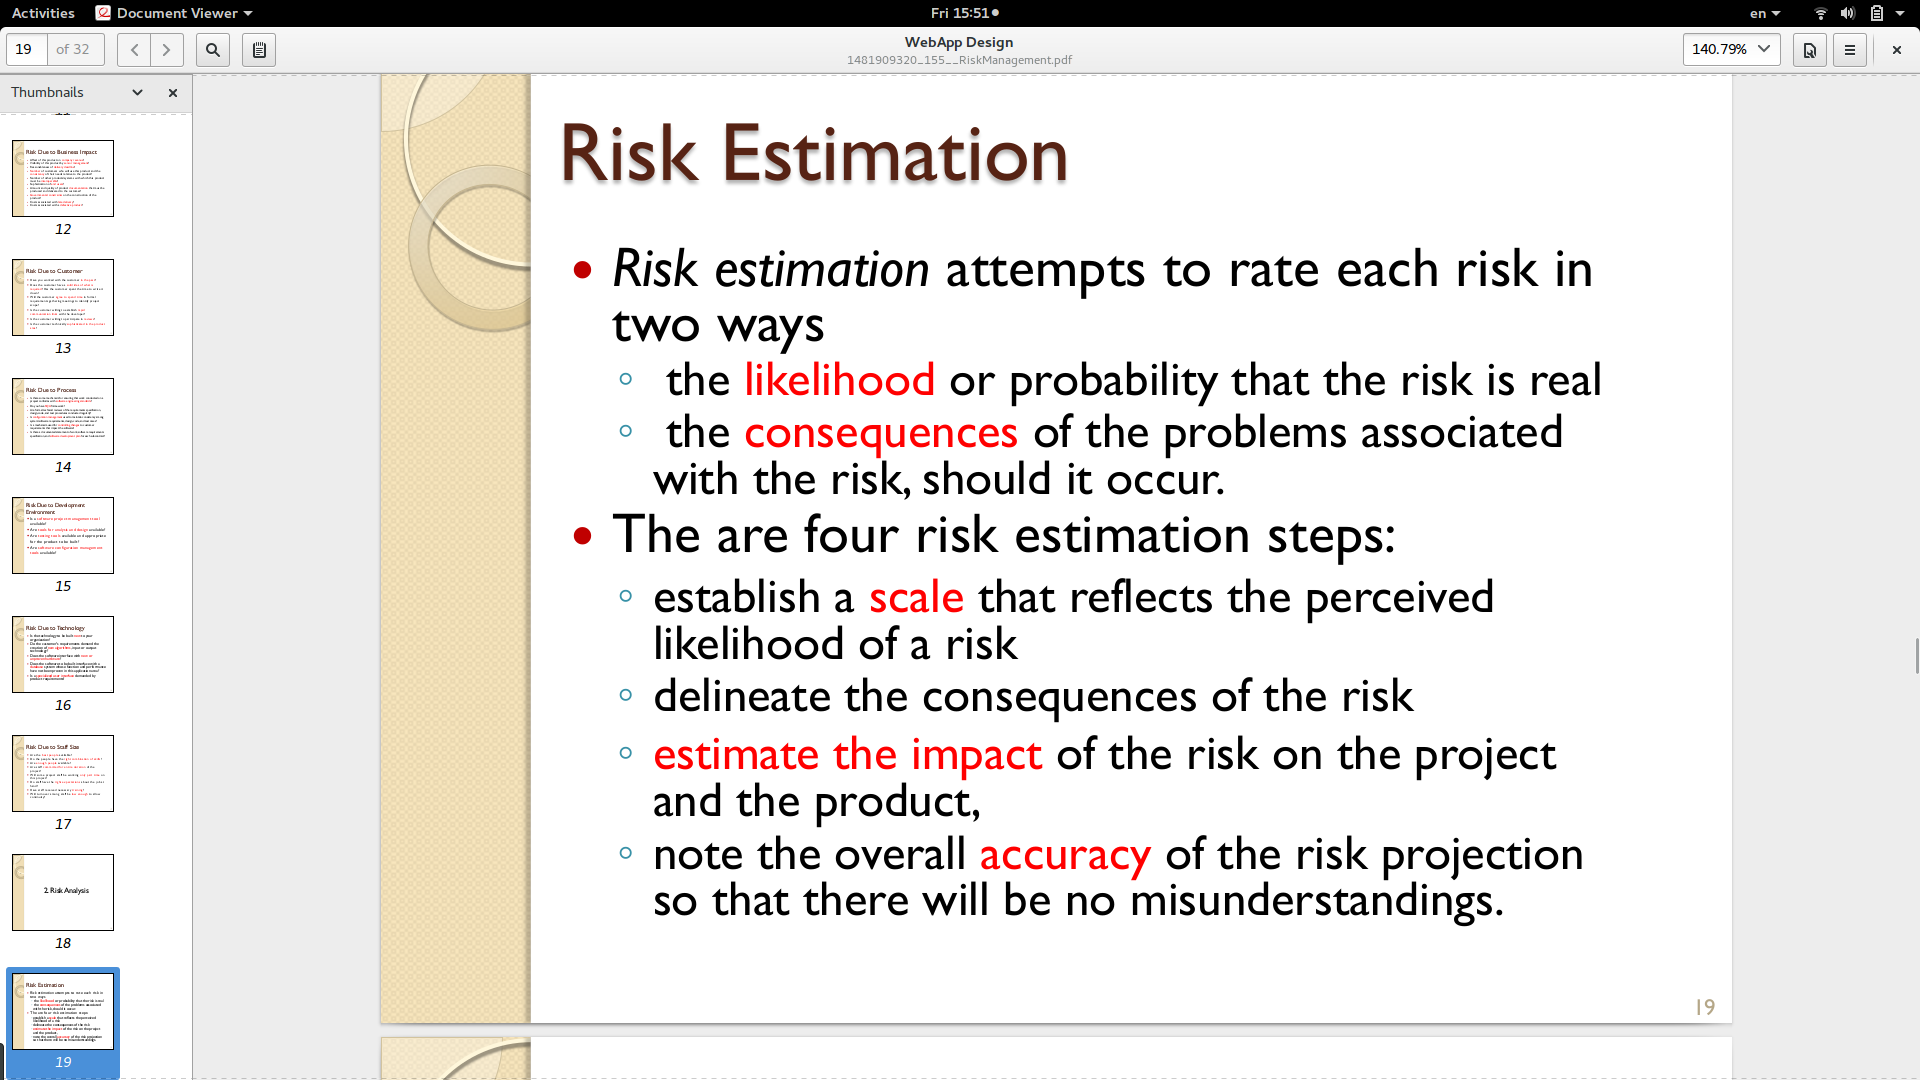 Activities
Document Viewer
Fri 15:51
en
19
of 32
WebApp Design
1481909320_155__RiskManagement.pdf
140.79%
Thumbnails
Risk Due to Business Impact
12
Risk Due to Customer
13
Risk Due to Process
14
Risk Due to Development
Environment
15
Risk Due to Technology
16
Risk Due to Staff Size
17
2. Risk Analysis
18
Risk Estimation
19
Risk Estimation
Risk estimation attempts to rate each risk in
two ways
the likelihood or probability that the risk is real
the consequences of the problems associated
with the risk, should it occur.
The are four risk estimation steps:
establish a scale that reflects the perceived
likelihood of a risk
delineate the consequences of the risk
estimate the impact of the risk on the project
and the product,
note the overall accuracy of the risk projection
so that there will be no misunderstandings.
19